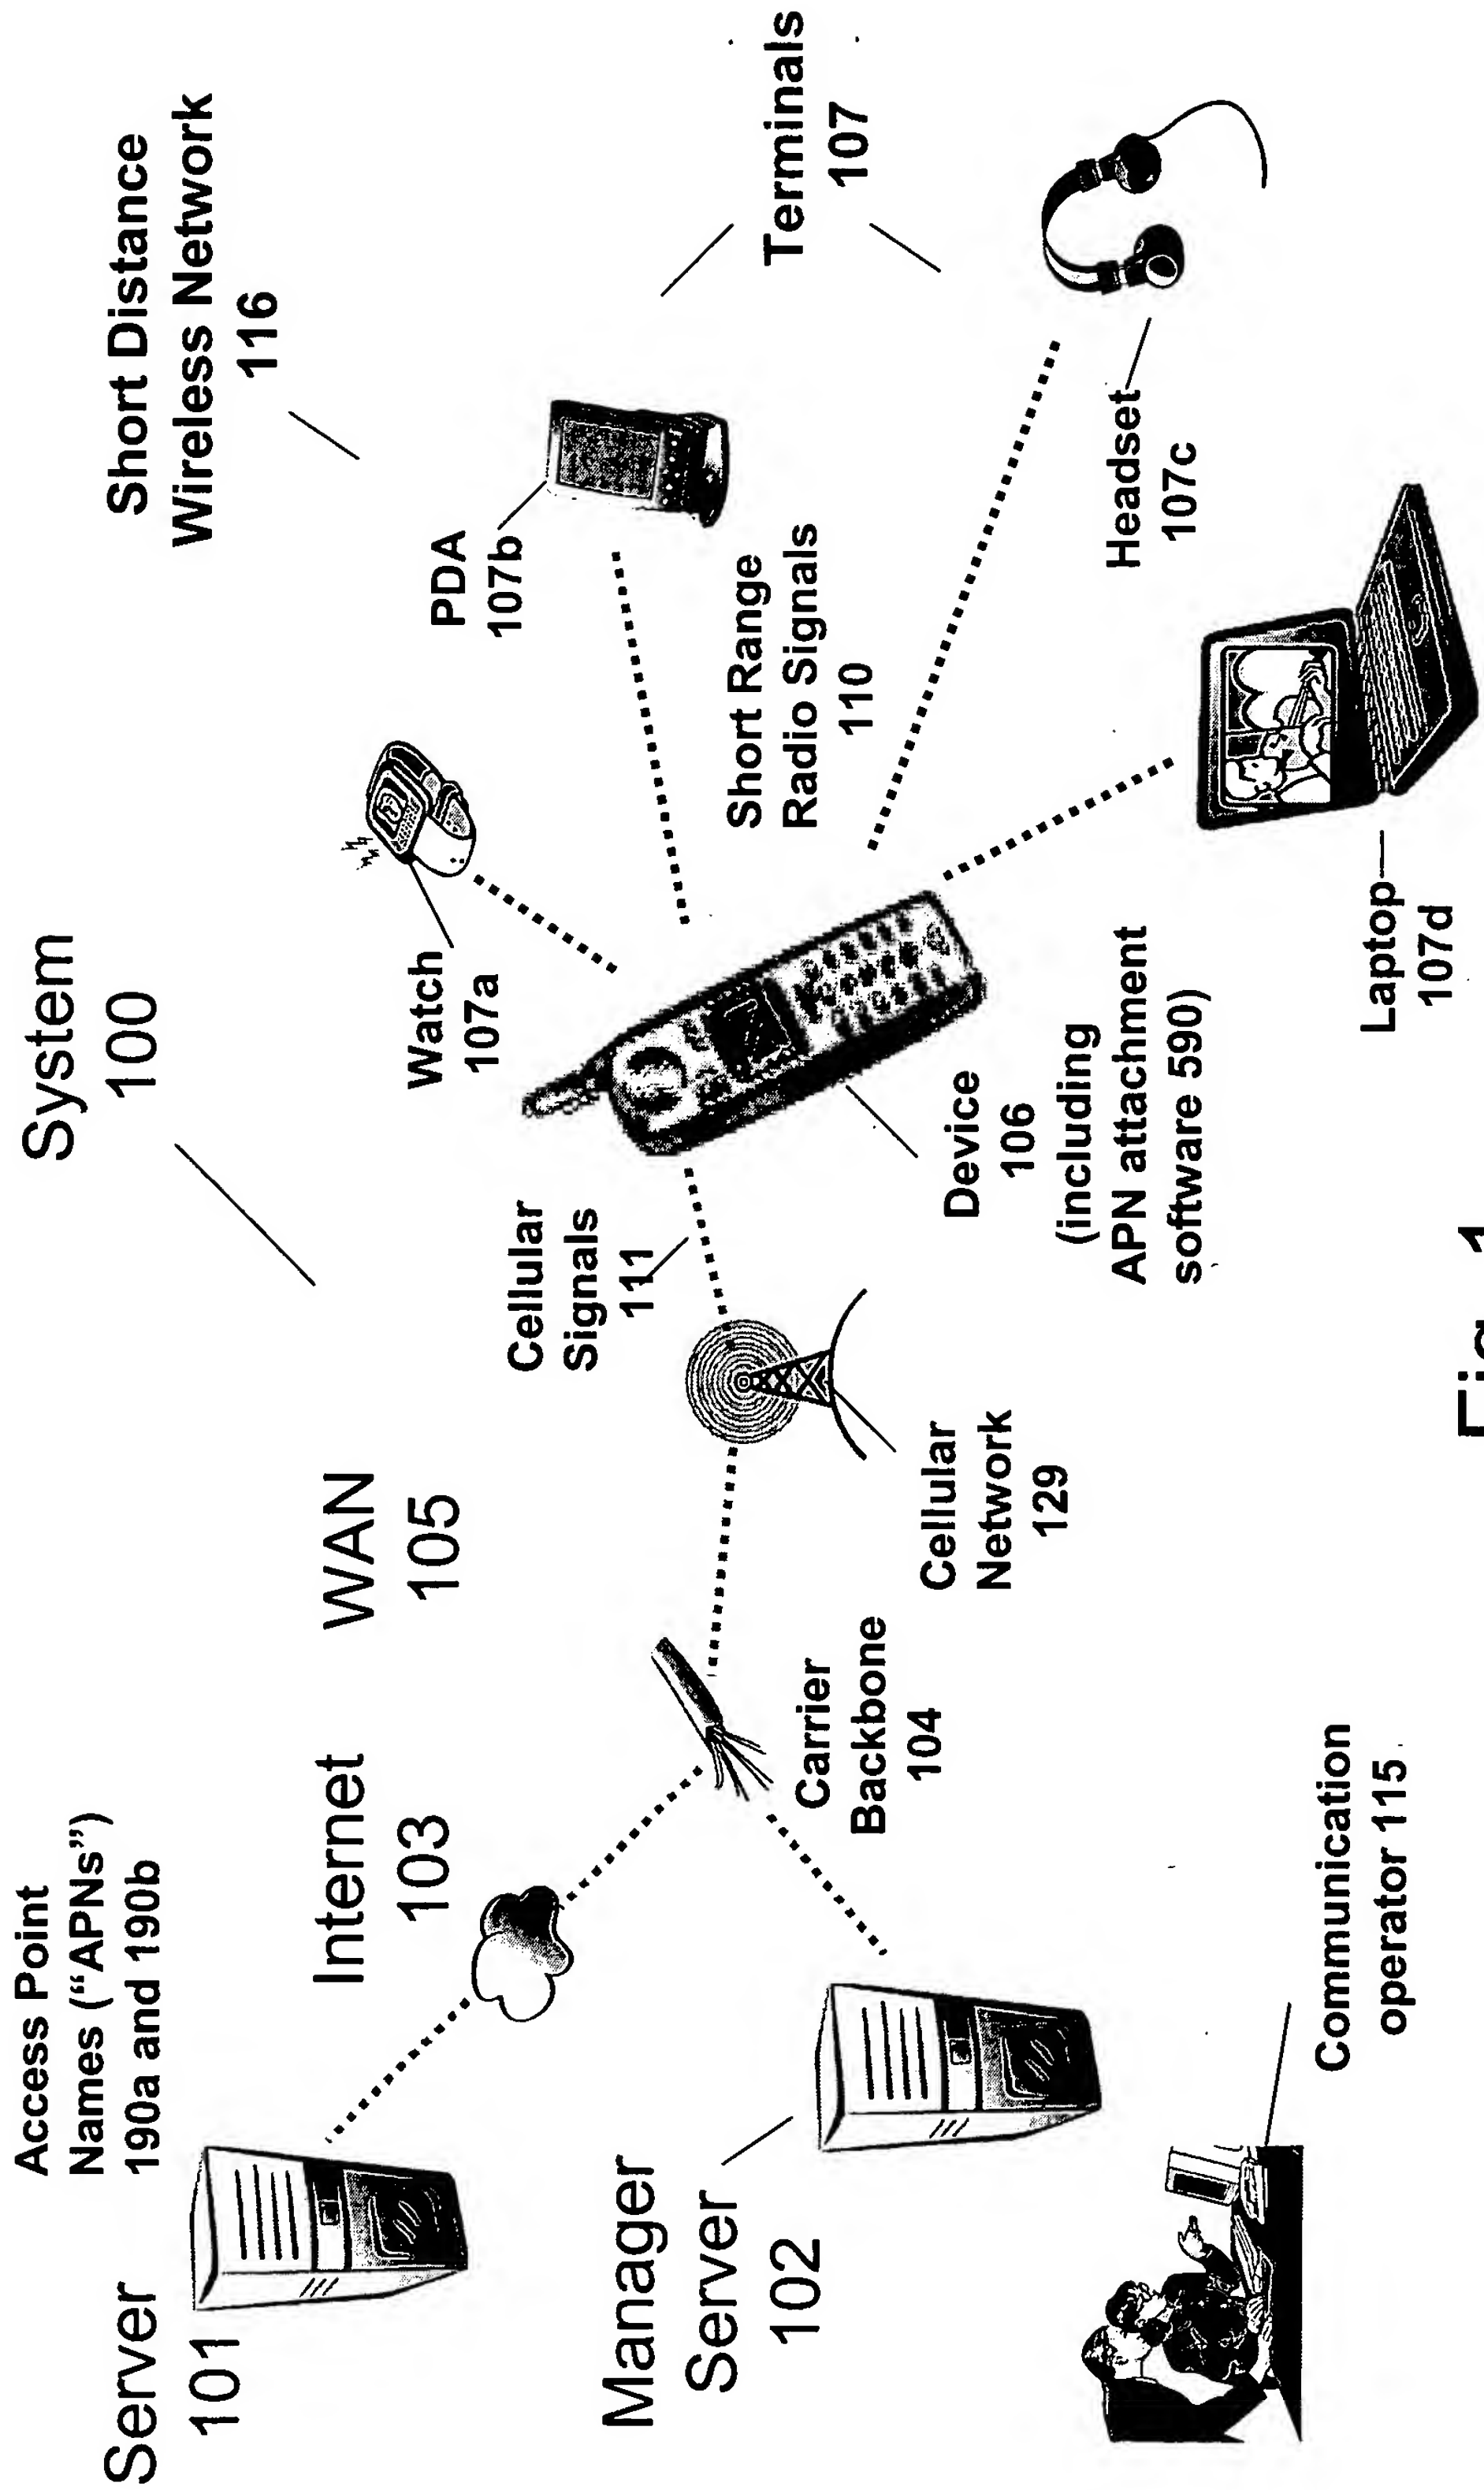 System
100
Short Distance
Wireless Network
116
Access Point
Names (“APNs”)
190a and 190b
Server
101
Internet
103
WAN
105
Watch
107a
PDA
107b
Terminals
107
Cellular
Signals
111
Short Range
Radio Signals
110
Manager
Server
102
Carrier
Backbone
104
Cellular
Network
129
Device
106
(including
APN attachment
software 590)
Headset
107c
Laptop
107d
Communication
operator 115
Fig. 1